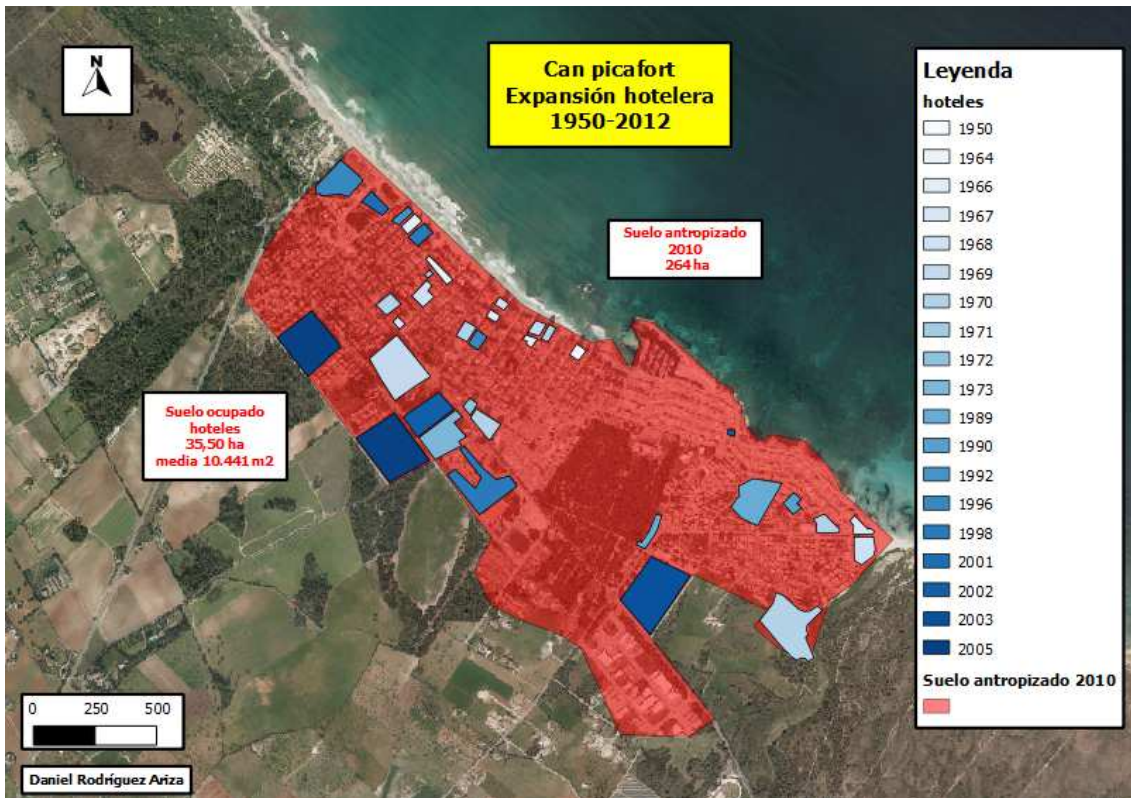 N
Can picafort
Expansión hotelera
1950-2012
Suelo antropizado
2010
264 ha
Suelo ocupado
hoteles
35,50 ha
media 10.441 m2
Leyenda
hoteles
1950
1964
1966
1967
1968
1969
1970
1971
1972
1973
1989
1990
1992
1996
1998
2001
2002
2003
2005
Suelo antropizado 2010
0 250 500
Daniel Rodríguez Ariza